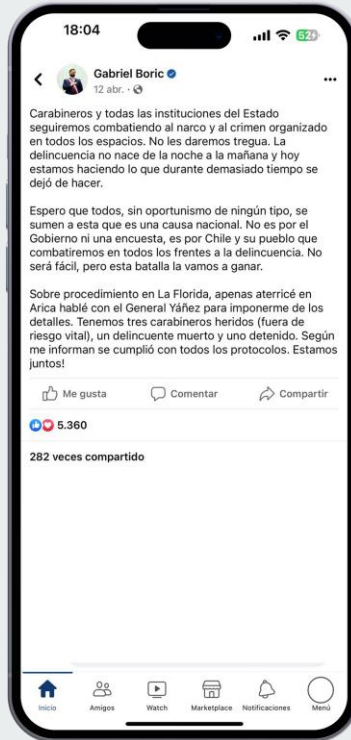 18:04
52
Gabriel Boric
12 abr. ·
Carabineros y todas las instituciones del Estado
seguiremos combatiendo al narco y al crimen organizado
en todos los espacios. No les daremos tregua. La
delincuencia no nace de la noche a la mañana y hoy
estamos haciendo lo que durante demasiado tiempo se
dejó de hacer.
Espero que todos, sin oportunismo de ningún tipo, se
sumen a esta que es una causa nacional. No es por el
Gobierno ni una encuesta, es por Chile y su pueblo que
combatiremos en todos los frentes a la delincuencia. No
será fácil, pero esta batalla la vamos a ganar.
Sobre procedimiento en La Florida, apenas aterricé en
Arica hablé con el General Yáñez para imponerme de los
detalles. Tenemos tres carabineros heridos (fuera de
riesgo vital), un delincuente muerto y uno detenido. Según
me informan se cumplió con todos los protocolos. Estamos
juntos!
Me gusta Comentar Compartir
5.360
282 veces compartido
Inicio Amigos Watch Marketplace Notificaciones Menú